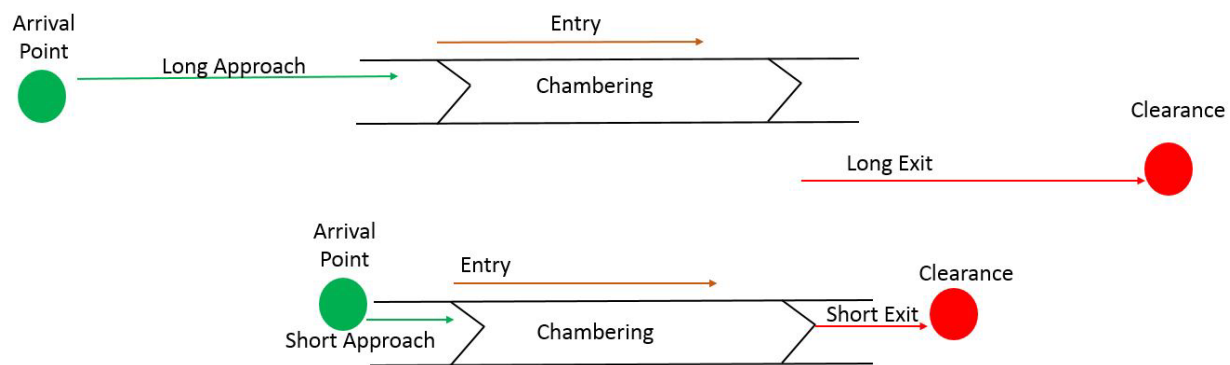 Arrival
Point
Entry
Long Approach
Chambering
Clearance
Long Exit
Arrival
Point
Entry
Clearance
Short Approach
Chambering
Short Exit